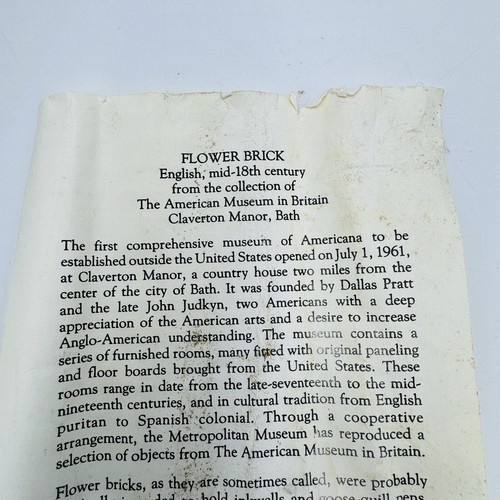 FLOWER BRICK
English, mid-18th century
from the collection of
The American Museum in Britain
Claverton Manor, Bath
The first comprehensive museum of Americana to be
established outside the United States opened on July 1, 1961,
at Claverton Manor, a country house two miles from the
center of the city of Bath. It was founded by Dallas Pratt
and the late John Judkyn, two Americans with a deep
appreciation of the American arts and a desire to increase
Anglo-American understanding. The museum contains a
series of furnished rooms, many fitted with original paneling
and floor boards brought from the United States. These
rooms range in date from the late-seventeenth to the mid-
nineteenth centuries, and in cultural tradition from English
puritan to Spanish colonial. Through a cooperative
arrangement, the Metropolitan Museum has reproduced a
selection of objects from The American Museum in Britain.
Flower bricks, as they are sometimes called, were probably
to hold inkwells and goose-quill pens